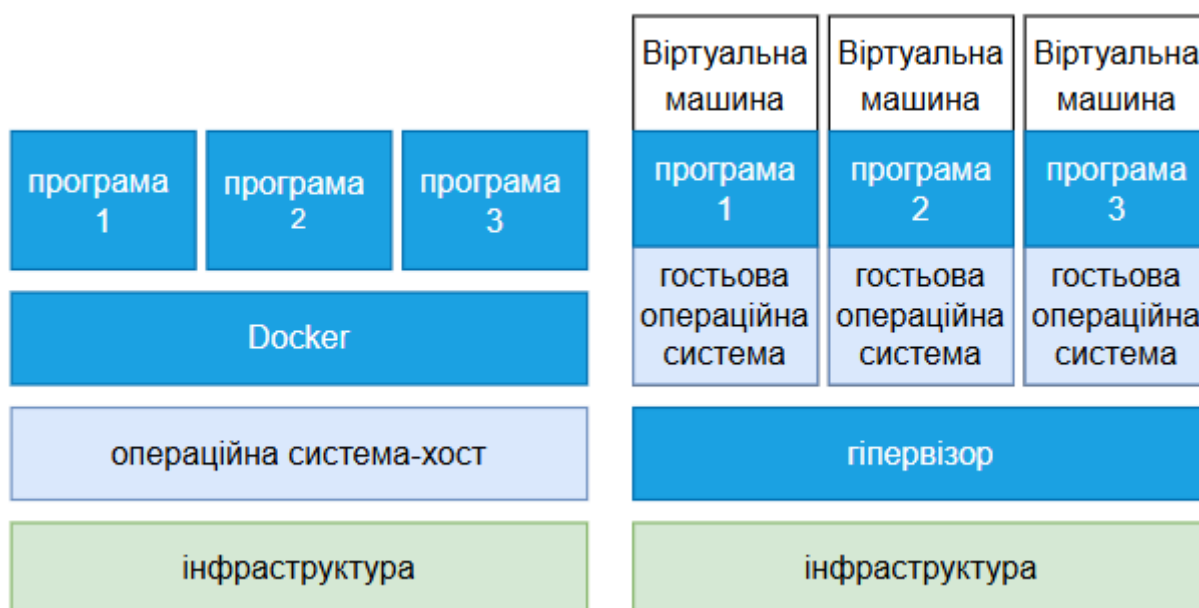 програма
1
програма
2
програма
3
Docker
операційна система-хост
інфраструктура
Віртуальна
машина
Віртуальна
машина
Віртуальна
машина
програма
1
програма
2
програма
3
гостьова
операційна
система
гостьова
операційна
система
гостьова
операційна
система
гіпервізор
інфраструктура